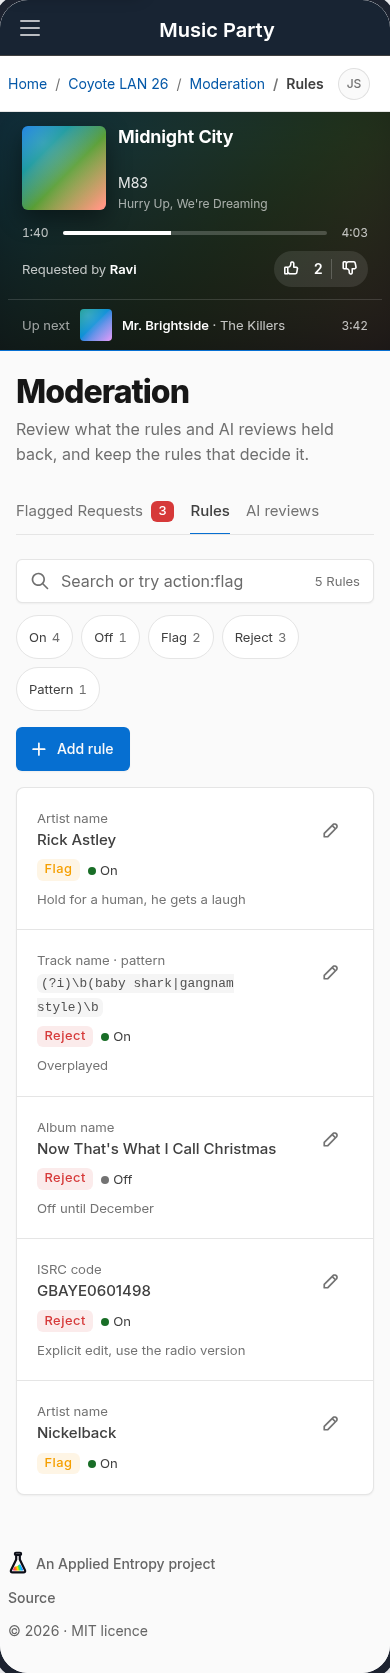 Music Party
Home / Coyote LAN 26 / Moderation / Rules JS
Midnight City
M83
Hurry Up, We're Dreaming
1:40 4:03
Requested by Ravi 2
Up next Mr. Brightside · The Killers 3:42
Moderation
Review what the rules and AI reviews held
back, and keep the rules that decide it.
Flagged Requests 3 Rules AI reviews
Search or try action:flag 5 Rules
On 4 Off 1 Flag 2 Reject 3
Pattern 1
Add rule
Artist name
Rick Astley
Flag On
Hold for a human, he gets a laugh
Track name · pattern
(?i)\b(baby shark|gangnam
style)\b
Reject On
Overplayed
Album name
Now That's What I Call Christmas
Reject Off
Off until December
ISRC code
GBAYE0601498
Reject On
Explicit edit, use the radio version
Artist name
Nickelback
Flag On
An Applied Entropy project
Source
© 2026 · MIT licence